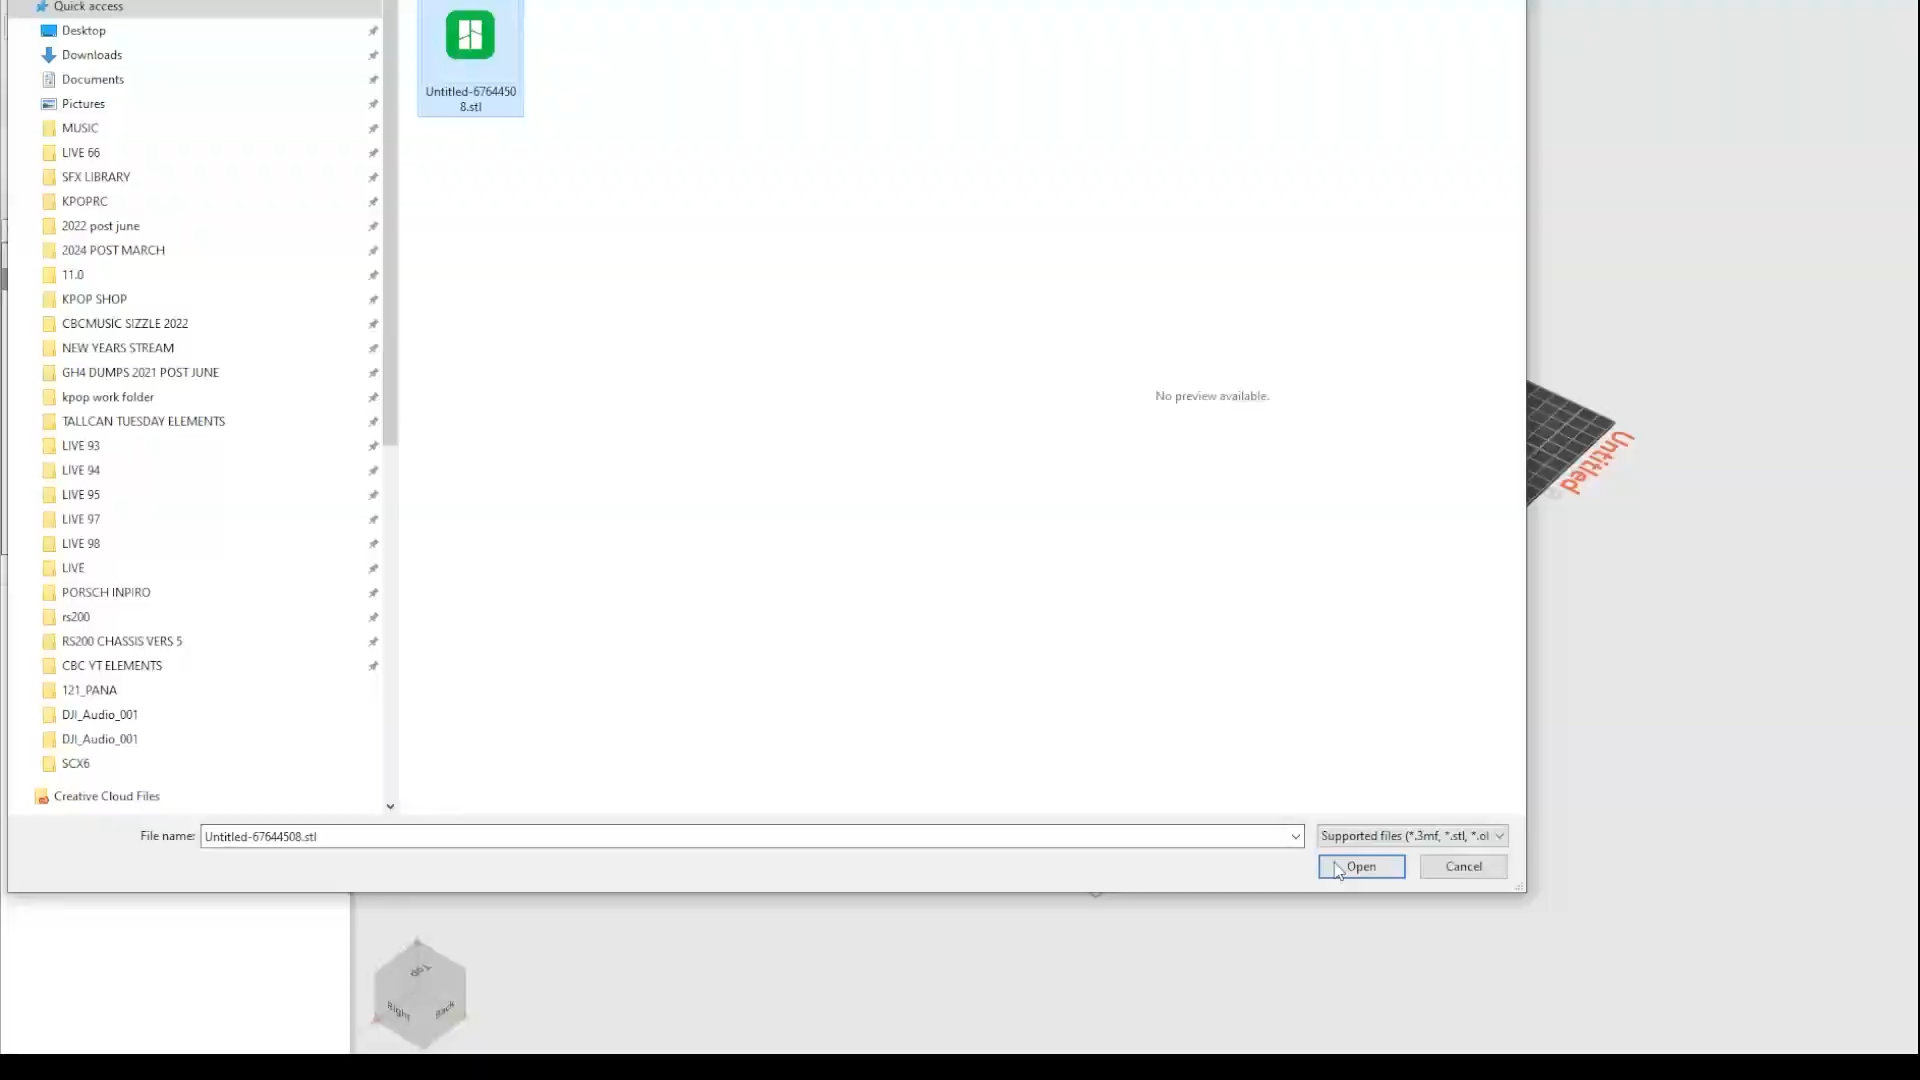 Quick access
Desktop
Downloads
Documents
Pictures
MUSIC
LIVE 66
SFX LIBRARY
KPOPRC
2022 post june
2024 POST MARCH
11.0
KPOP SHOP
CBCMUSIC SIZZLE 2022
NEW YEARS STREAM
GH4 DUMPS 2021 POST JUNE
kpop work folder
TALLCAN TUESDAY ELEMENTS
LIVE 93
LIVE 94
LIVE 95
LIVE 97
LIVE 98
LIVE
PORSCH INPIRO
rs200
RS200 CHASSIS VERS 5
CBC YT ELEMENTS
121_PANA
DJI_Audio_001
DJI_Audio_001
SCX6
Creative Cloud Files
Untitled-6764450
8.stl
No preview available.
Untitled
File name: Untitled-67644508.stl
Supported files (*.3mf, *.stl, *.ol
Open
Cancel
Top
Right
Back